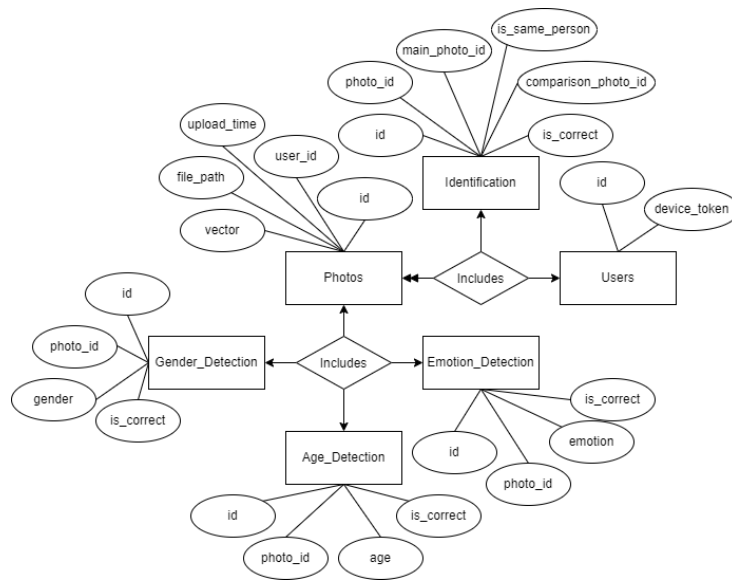 is_same_person
main_photo_id
photo_id
comparison_photo_id
upload_time
id
is_correct
user_id
file_path
Identification
id
id
device_token
vector
Photos
Includes
Users
id
photo_id
Gender_Detection
Includes
Emotion_Detection
gender
is_correct
is_correct
id
emotion
Age_Detection
photo_id
id
is_correct
photo_id
age